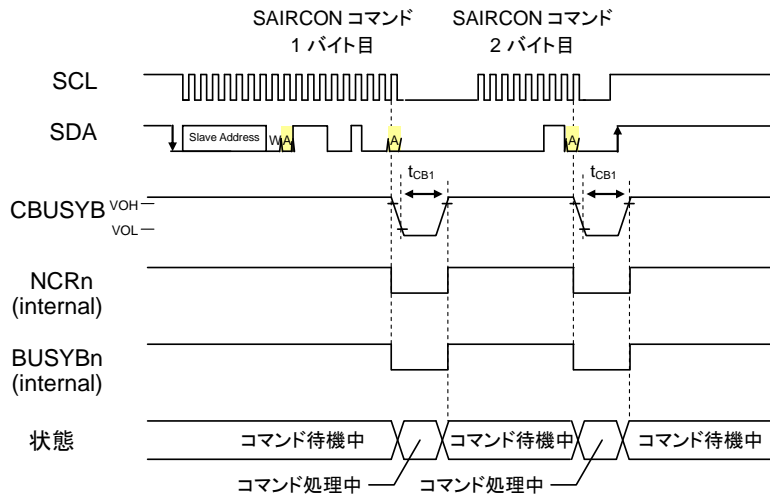 SAIRCON コマンド
1 バイト目
SAIRCON コマンド
2 バイト目
SCL
SDA
Slave Address
W
A
A
A
tCB1
tCB1
CBUSYB
VOH
VOL
NCRn
(internal)
BUSYBn
(internal)
状態
コマンド待機中
コマンド待機中
コマンド待機中
コマンド処理中
コマンド処理中